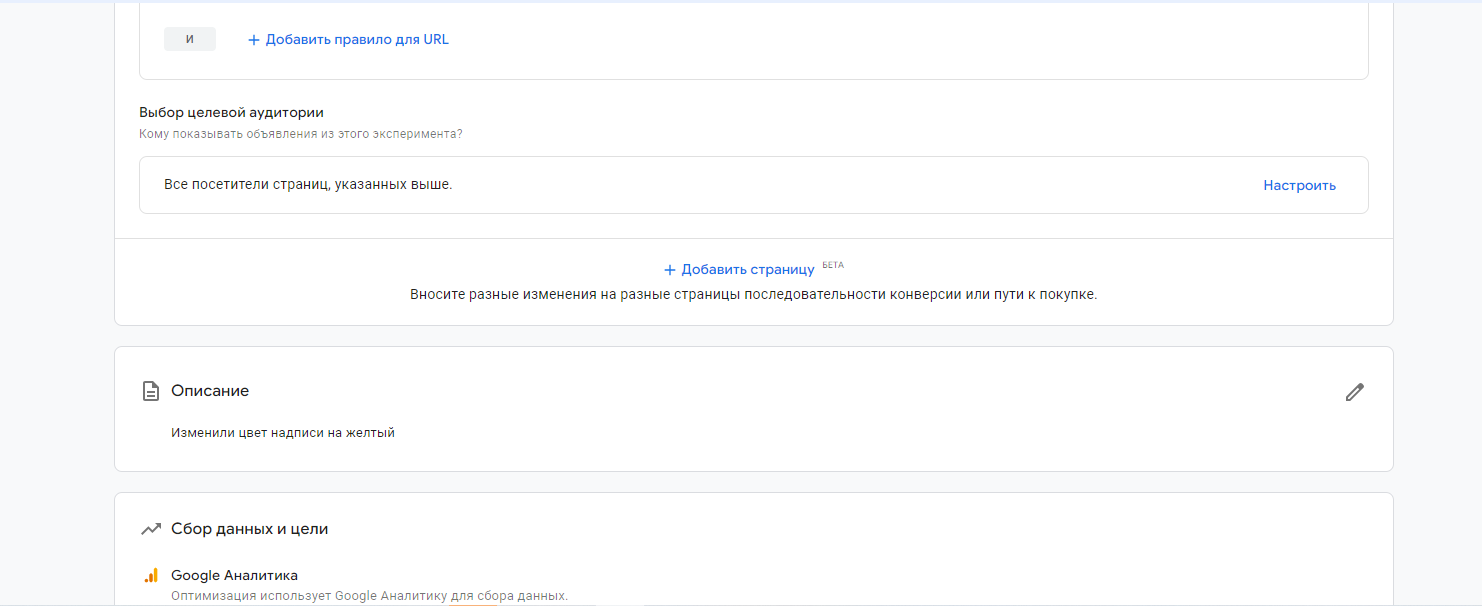 И + Добавить правило для URL
Выбор целевой аудитории
Кому показывать объявления из этого эксперимента?
Все посетители страниц, указанных выше. Настроить
+ Добавить страницу БЕТА
Вносите разные изменения на разные страницы последовательности конверсии или пути к покупке.
Описание
Изменили цвет надписи на желтый
Сбор данных и цели
Google Аналитика
Оптимизация использует Google Аналитику для сбора данных.